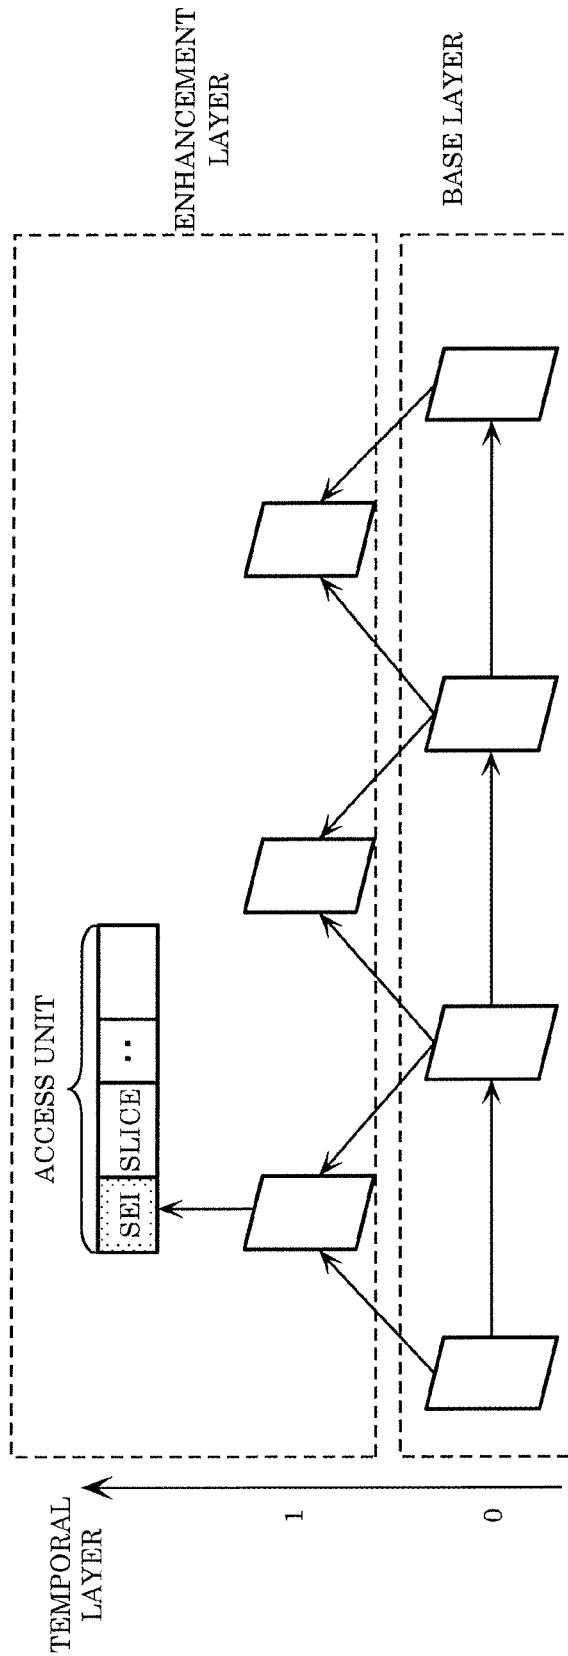 TEMPORAL
LAYER
1
0
ACCESS UNIT
SEI
SLICE
..
ENHANCEMENT
LAYER
BASE LAYER